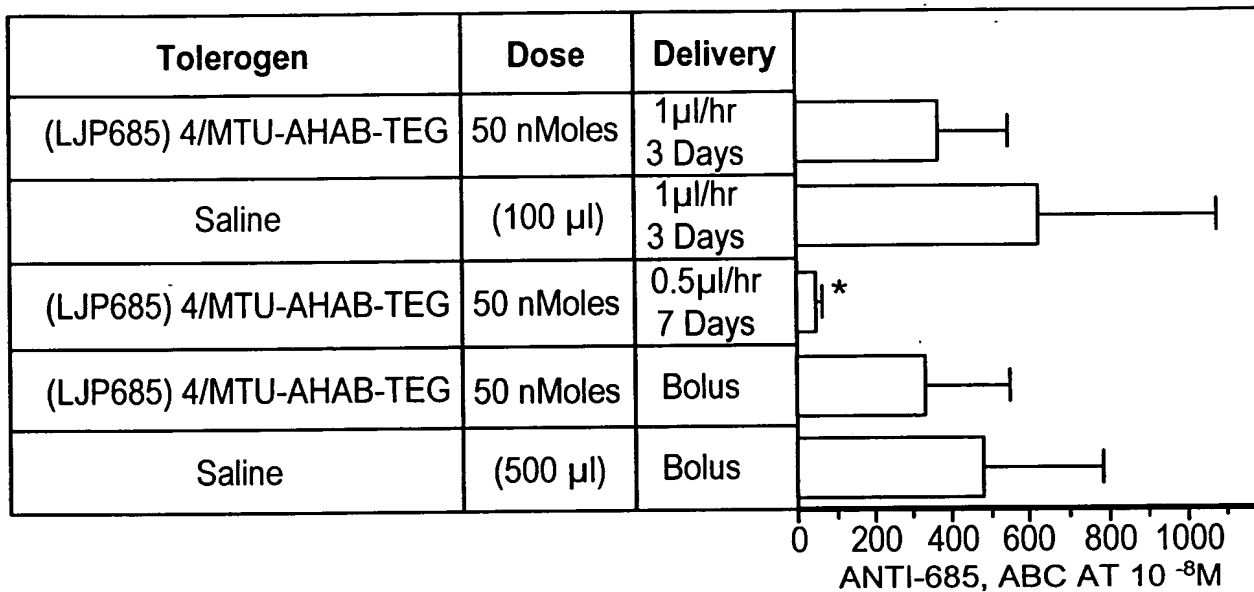 Tolerogen Dose Delivery
(LJP685) 4/MTU-AHAB-TEG 50 nMoles 1µl/hr
3 Days
Saline (100 µl) 1µl/hr
3 Days
(LJP685) 4/MTU-AHAB-TEG 50 nMoles 0.5µl/hr
7 Days
*
(LJP685) 4/MTU-AHAB-TEG 50 nMoles Bolus
Saline (500 µl) Bolus
0 200 400 600 800 1000
ANTI-685, ABC AT 10 ⁻⁸M